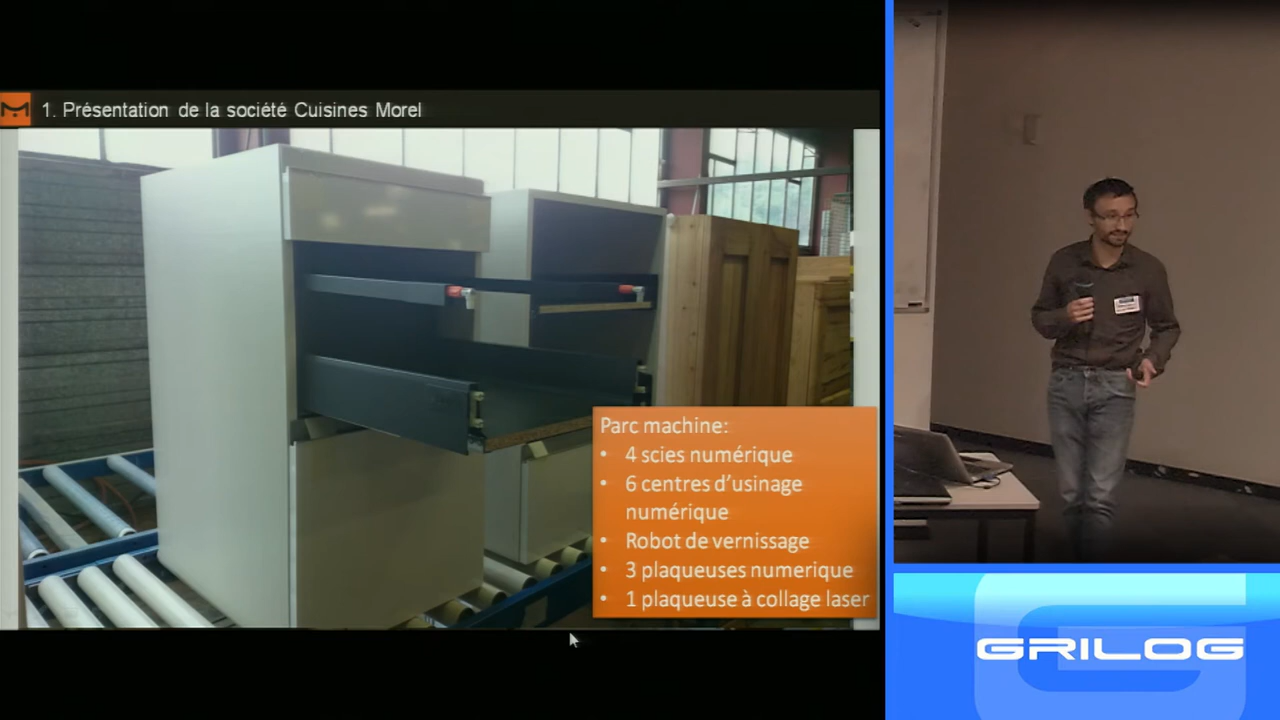 1. Présentation de la société Cuisines Morel
Parc machine:
• 4 scies numérique
• 6 centres d'usinage
numérique
• Robot de vernissage
• 3 plaqueuses numerique
• 1 plaqueuse à collage laser
GRILOG